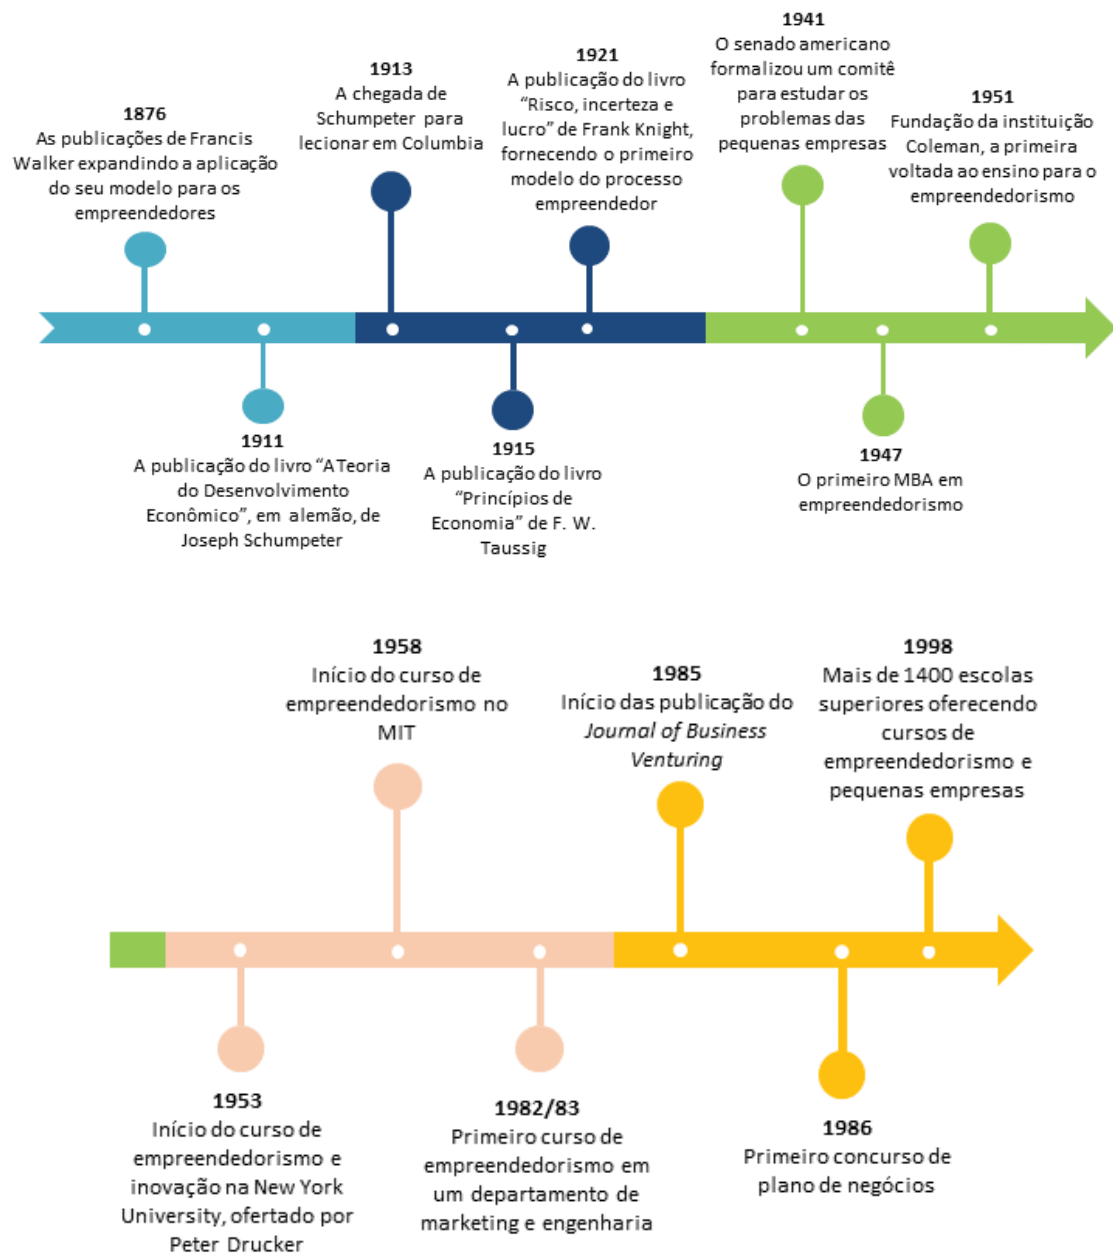 1876
As publicações de Francis
Walker expandindo a aplicação
do seu modelo para os
empreendedores
1911
A publicação do livro “A Teoria
do Desenvolvimento
Econômico”, em alemão, de
Joseph Schumpeter
1913
A chegada de
Schumpeter para
lecionar em Columbia
1915
A publicação do livro
“Princípios de
Economia” de F. W.
Taussig
1921
A publicação do livro
“Risco, incerteza e
lucro” de Frank Knight,
fornecendo o primeiro
modelo do processo
empreendedor
1941
O senado americano
formalizou um comitê
para estudar os
problemas das
pequenas empresas
1947
O primeiro MBA em
empreendedorismo
1951
Fundação da instituição
Coleman, a primeira
voltada ao ensino para o
empreendedorismo
1953
Início do curso de
empreendedorismo e
inovação na New York
University, ofertado por
Peter Drucker
1958
Início do curso de
empreendedorismo no
MIT
1982/83
Primeiro curso de
empreendedorismo em
um departamento de
marketing e engenharia
1985
Início das publicação do
Journal of Business
Venturing
1986
Primeiro concurso de
plano de negócios
1998
Mais de 1400 escolas
superiores oferecendo
cursos de
empreendedorismo e
pequenas empresas